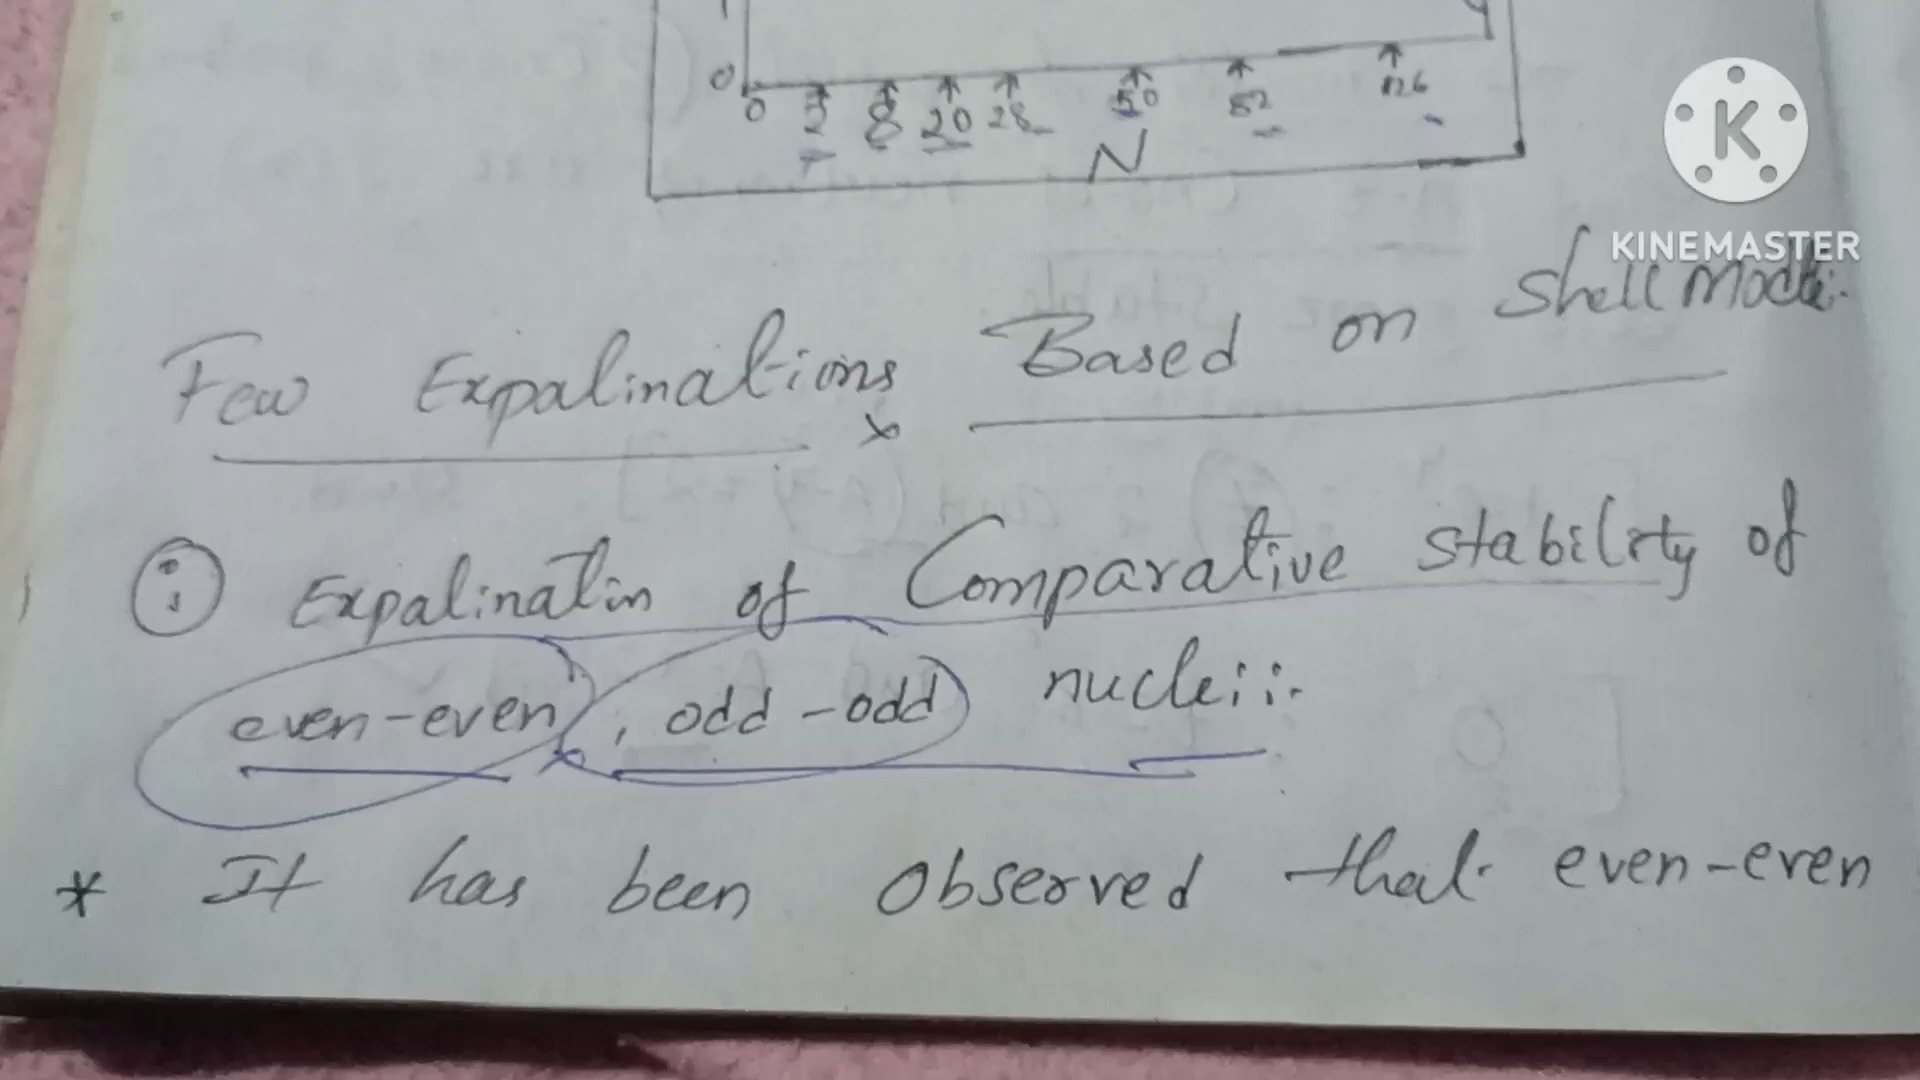 0
0 2 8 20 28 50 82 126
N
K
KINEMASTER
Few Expalinations Based on Shell Model:-
i Expalinatin of Comparative stability of
even-even, odd-odd nuclei:-
* It has been Observed that even-even